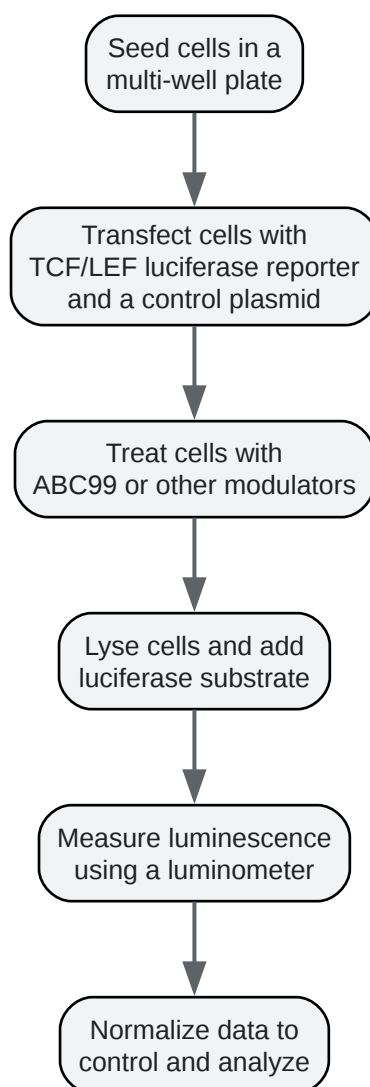 Seed cells in a
multi-well plate
Transfect cells with
TCF/LEF luciferase reporter
and a control plasmid
Treat cells with
ABC99 or other modulators
Lyse cells and add
luciferase substrate
Measure luminescence
using a luminometer
Normalize data to
control and analyze